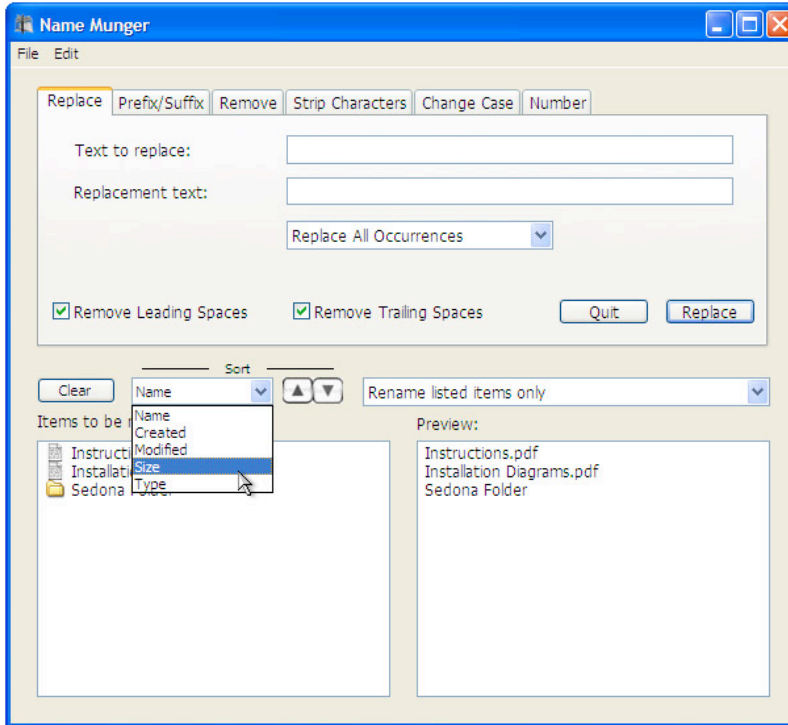 Name Munger
File Edit
Replace Prefix/Suffix Remove Strip Characters Change Case Number
Text to replace:
Replacement text:
Replace All Occurrences
Remove Leading Spaces Remove Trailing Spaces Quit Replace
Sort
Clear Name Rename listed items only
Name
Created
Modified
Size
Type
Items to be
Preview:
Instructi
Installati
Sedona Folder
Instructions.pdf
Installation Diagrams.pdf
Sedona Folder